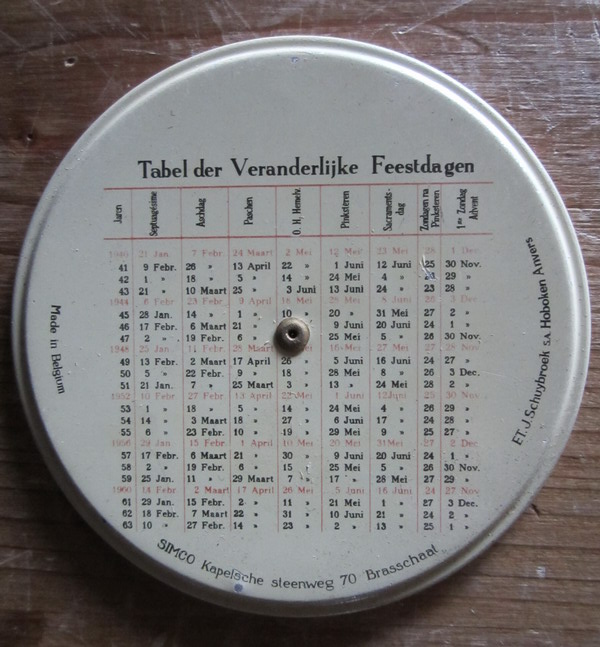 Tabel der Veranderlijke Feestdagen
Jaren Septuagésime Aschdag Paschen O. H. Hemelv. Pinksteren Sacraments-dag Zondagen na Pinksteren 1ste Zondag Advent
1940 21 Jan. 7 Febr. 24 Maart 2 Mei 12 Mei 23 Mei 28 1 Dec.
41 9 Febr. 26 » 13 April 22 » 1 Juni 12 Juni 25 30 Nov.
42 1 » 18 » 5 » 14 » 24 Mei 4 » 29 »
43 21 » 10 Maart 25 » 3 Juni 13 Juni 24 » 23 28 »
1944 6 Febr. 23 Febr. 9 April 18 Mei 28 Mei 8 Juni 26 3 Dec.
45 28 Jan. 14 » 1 » 10 20 » 31 Mei 27 2 »
46 17 Febr. 6 Maart 21 » 9 Juni 20 Juni 24 1 »
47 2 » 19 Febr. 6 » 25 Mei 5 » 26 30 Nov.
1948 25 Jan. 11 Febr. 28 Maart Mei Mei 27 Mei 27 28 Nov.
49 13 Febr. 2 Maart 17 April 26 » 5 Juni 16 Juni 24 27 »
50 5 » 22 Febr. 9 » 18 » 28 Mei 8 » 26 3 Dec.
51 21 Jan. 7 » 25 Maart 3 » 13 » 24 Mei 28 2 »
1952 10 Febr. 27 Febr. 13 April 22 Mei 1 Juni 12 Juni 25 30 Nov.
53 1 » 18 » 5 » 14 » 24 Mei 4 » 26 29 »
54 14 » 3 Maart 18 » 27 » 6 Juni 17 » 24 28 »
55 6 » 23 Febr. 10 » 19 » 29 Mei 9 » 25 27 »
1956 29 Jan. 15 Febr. 1 April 10 Mei 20 Mei 31 Mei 27 2 Dec.
57 17 Febr. 6 Maart 21 » 30 » 9 Juni 20 Juni 24 1 »
58 2 » 19 Febr. 6 » 15 » 25 Mei 5 » 26 30 Nov.
59 25 Jan. 11 » 29 Maart 7 » 17 » 28 Mei 27 29 »
1960 14 Febr. 2 Maart 17 April 26 Mei 5 Juni 16 Juni 24 27 Nov.
61 29 Jan. 15 Febr. 2 » 11 » 21 Mei 1 » 27 3 Dec.
62 18 Febr. 7 Maart 22 » 31 » 10 Juni 21 » 24 2 »
63 10 » 27 Febr. 14 » 23 » 2 » 13 » 25 1 »
Made in Belgium
SIMCO Kapelsche steenweg 70 Brasschaat
ET. J. Schuybroek s.a. Hoboken Anvers